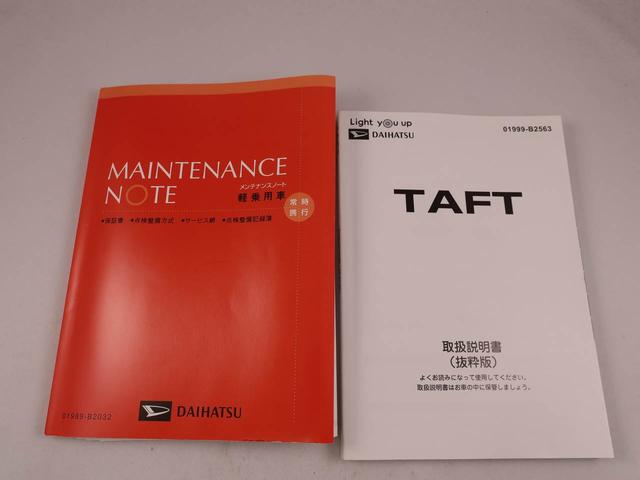 MAINTENANCE
NOTE
メンテナンスノート
軽乗用車
常時
携行
●保証書 ●点検整備方式 ●サービス網 ●点検整備記録簿
DAIHATSU
01989-B2032
Light you up
DAIHATSU
01999-B2563
TAFT
取扱説明書
(抜粋版)
よくお読みになって使用してください。
取扱説明書はお車の中に保管しましょう。